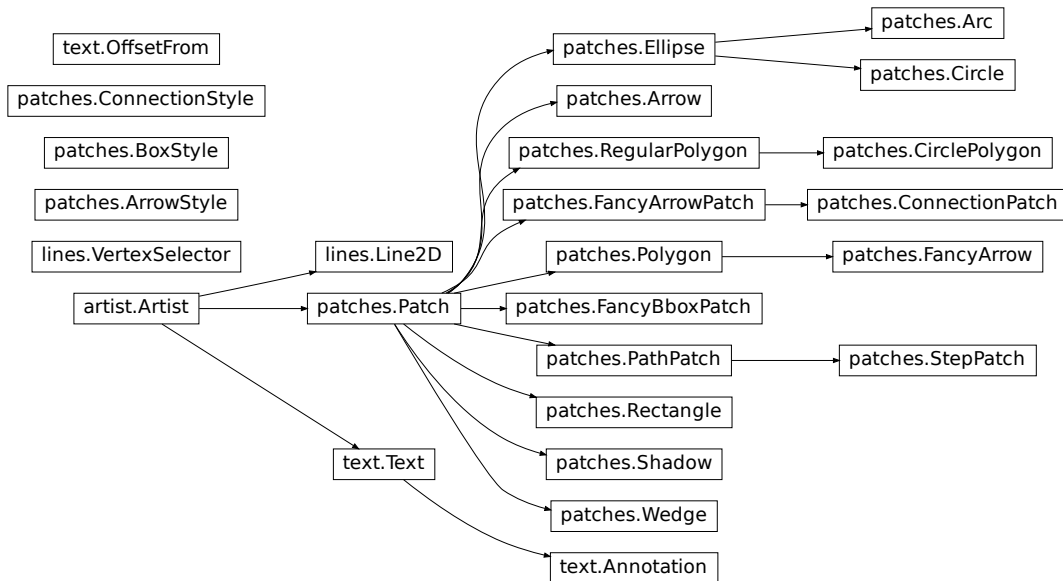 text.OffsetFrom
patches.ConnectionStyle
patches.BoxStyle
patches.ArrowStyle
lines.VertexSelector
artist.Artist
lines.Line2D
patches.Patch
text.Text
patches.Ellipse
patches.Arrow
patches.RegularPolygon
patches.FancyArrowPatch
patches.Polygon
patches.FancyBboxPatch
patches.PathPatch
patches.Rectangle
patches.Shadow
patches.Wedge
text.Annotation
patches.Arc
patches.Circle
patches.CirclePolygon
patches.ConnectionPatch
patches.FancyArrow
patches.StepPatch